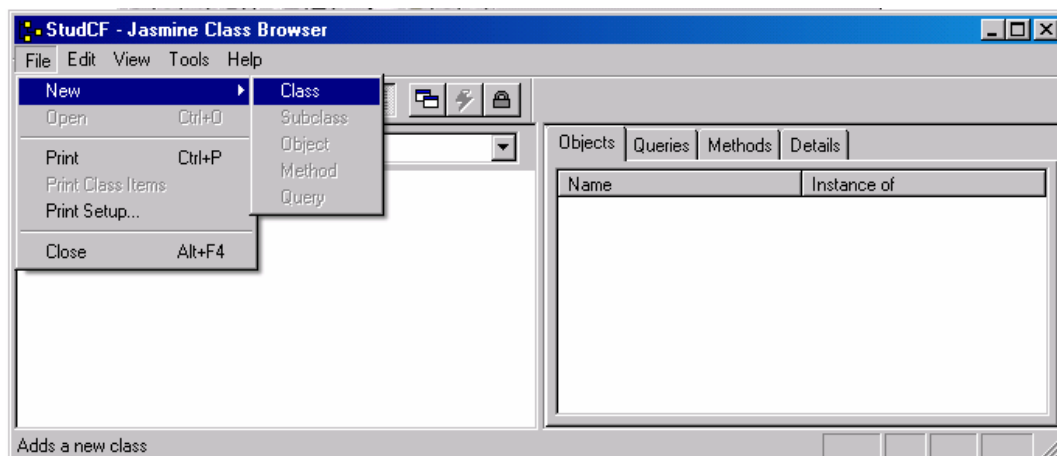 StudCF - Jasmine Class Browser
File Edit View Tools Help
New
Open Ctrl+O
Print Ctrl+P
Print Class Items
Print Setup...
Close Alt+F4
Class
Subclass
Object
Method
Query
Objects Queries Methods Details
Name Instance of
Adds a new class